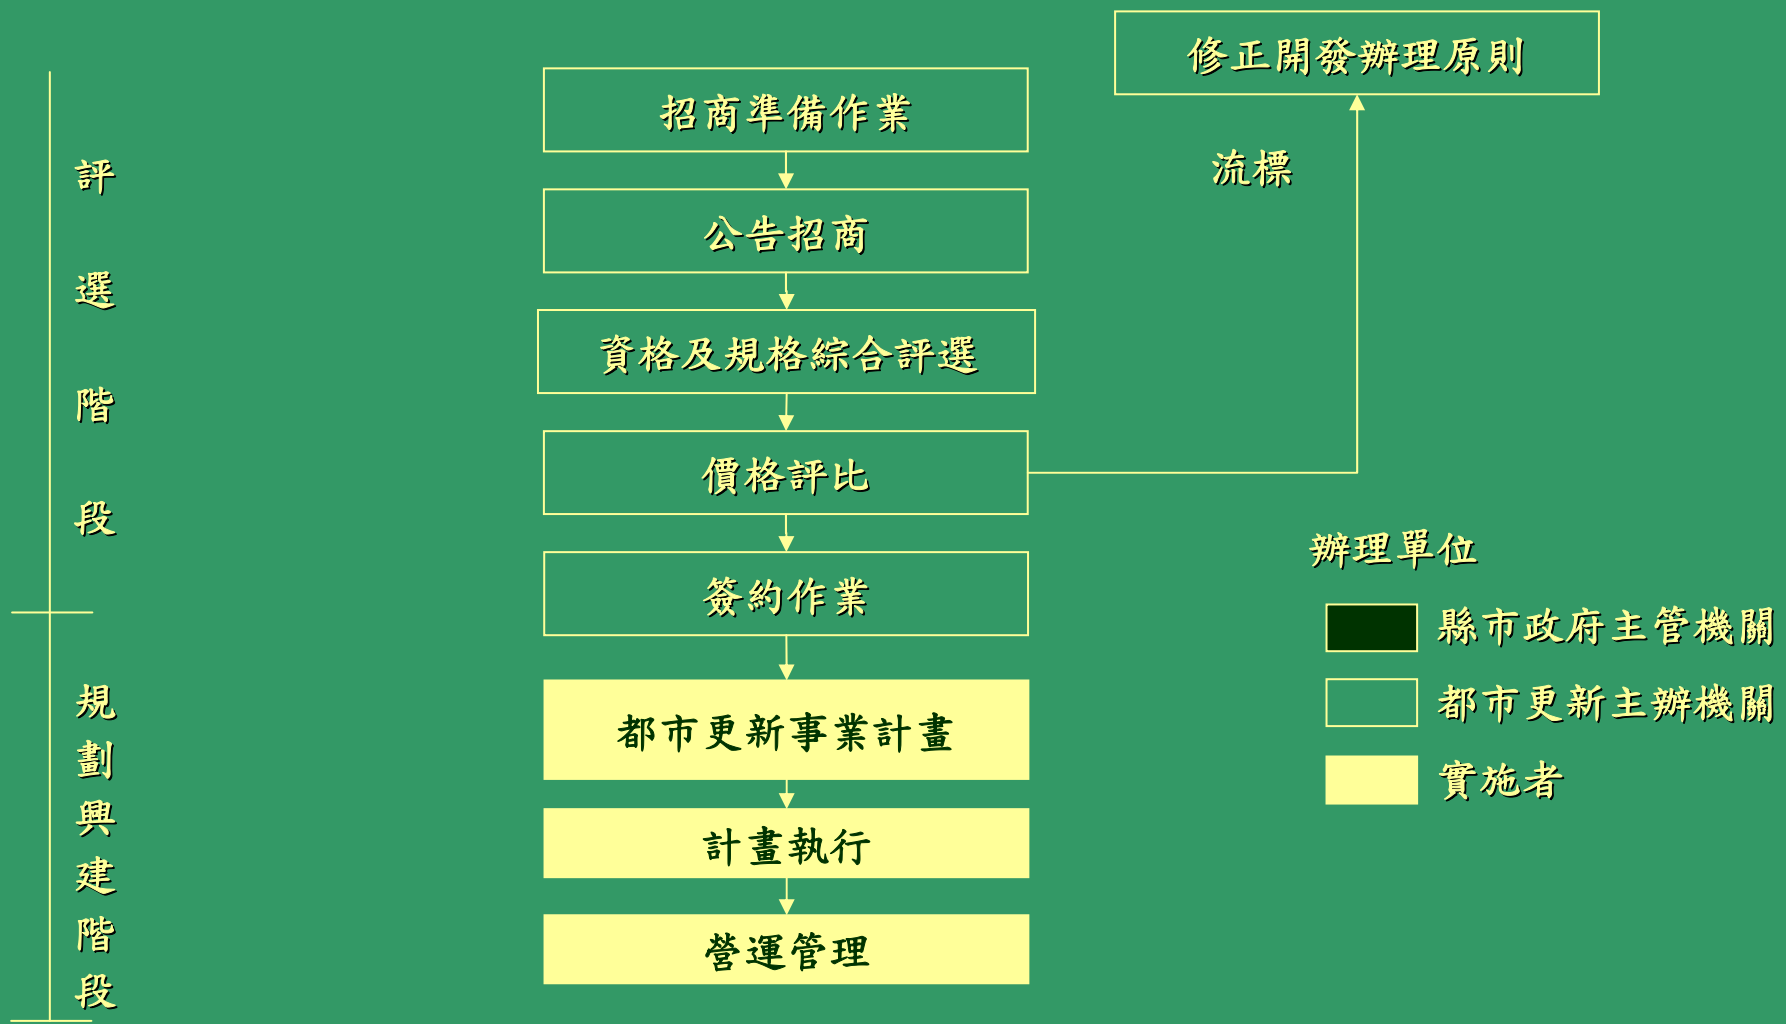 修正開發辦理原則
招商準備作業
流標
公告招商
資格及規格綜合評選
價格評比
簽約作業
都市更新事業計畫
計畫執行
營運管理
評選階段
規劃興建階段
辦理單位
縣市政府主管機關
都市更新主辦機關
實施者